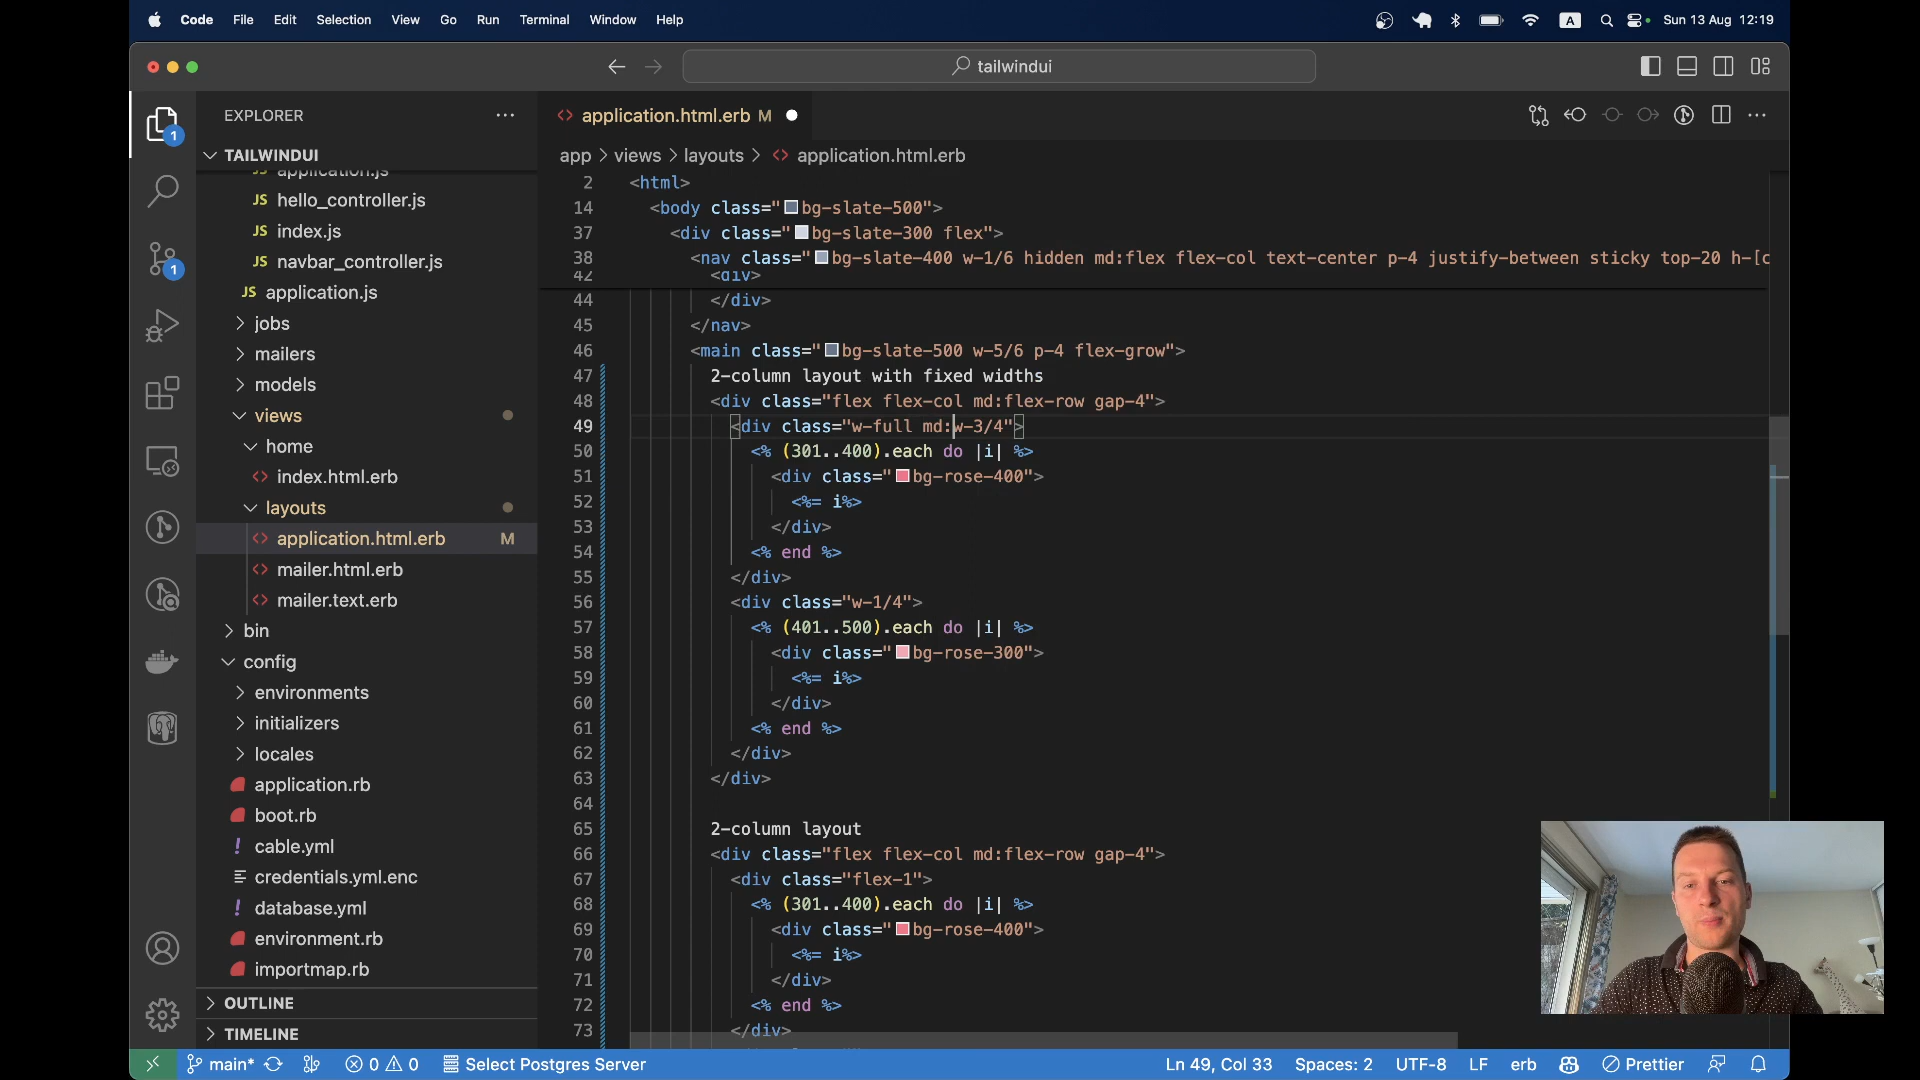 Code File Edit Selection View Go Run Terminal Window Help A Sun 13 Aug 12:19
tailwindui
EXPLORER
TAILWINDUI
application.js
JS hello_controller.js
JS index.js
JS navbar_controller.js
JS application.js
jobs
mailers
models
views
home
index.html.erb
layouts
application.html.erb M
mailer.html.erb
mailer.text.erb
bin
config
environments
initializers
locales
application.rb
boot.rb
! cable.yml
credentials.yml.enc
! database.yml
environment.rb
importmap.rb
OUTLINE
TIMELINE
1
1
application.html.erb M
app > views > layouts > application.html.erb
2 <html>
14 <body class="bg-slate-500">
37 <div class="bg-slate-300 flex">
38 <nav class="bg-slate-400 w-1/6 hidden md:flex flex-col text-center p-4 justify-between sticky top-20 h-[c
42 <div>
44 </div>
45 </nav>
46 <main class="bg-slate-500 w-5/6 p-4 flex-grow">
47 2-column layout with fixed widths
48 <div class="flex flex-col md:flex-row gap-4">
49 <div class="w-full md:w-3/4">
50 <% (301..400).each do |i| %>
51 <div class="bg-rose-400">
52 <%= i%>
53 </div>
54 <% end %>
55 </div>
56 <div class="w-1/4">
57 <% (401..500).each do |i| %>
58 <div class="bg-rose-300">
59 <%= i%>
60 </div>
61 <% end %>
62 </div>
63 </div>
64
65 2-column layout
66 <div class="flex flex-col md:flex-row gap-4">
67 <div class="flex-1">
68 <% (301..400).each do |i| %>
69 <div class="bg-rose-400">
70 <%= i%>
71 </div>
72 <% end %>
73 </div>
main* 0 0 Select Postgres Server Ln 49, Col 33 Spaces: 2 UTF-8 LF erb Prettier